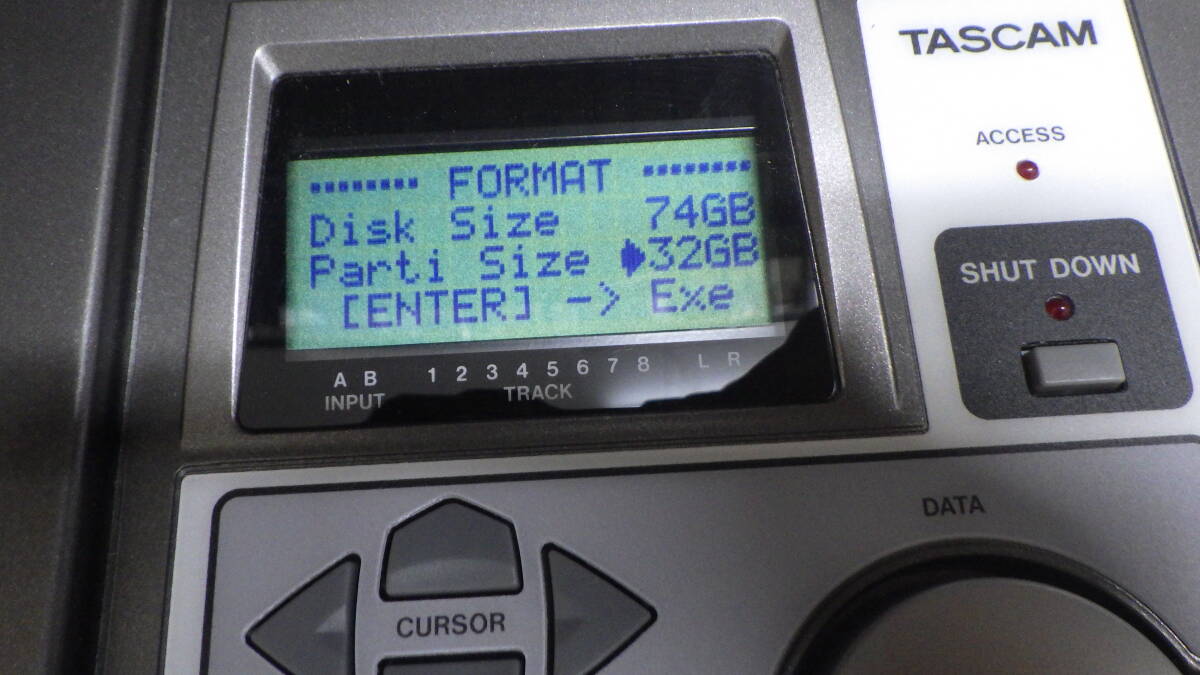 TASCAM
ACCESS
SHUT DOWN
-------- FORMAT --------
Disk Size 74GB
Parti Size ▶32GB
[ENTER] -> Exe
A B 1 2 3 4 5 6 7 8 L R
INPUT TRACK
DATA
CURSOR